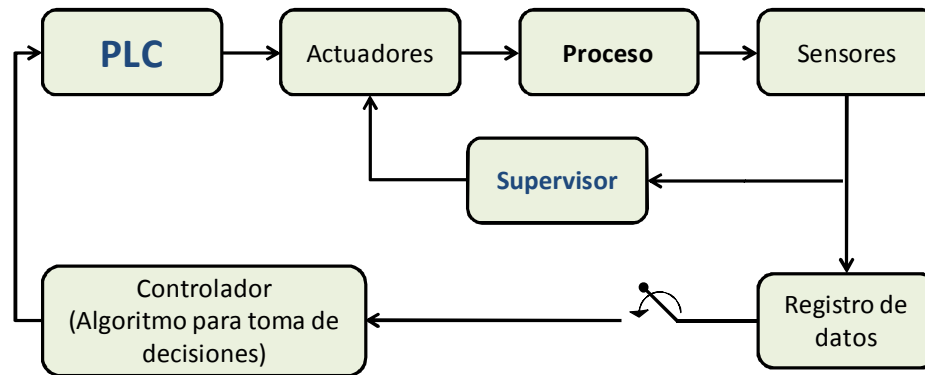 PLC
Actuadores
Proceso
Sensores
Supervisor
Controlador
(Algoritmo para toma de
decisiones)
Registro de
datos